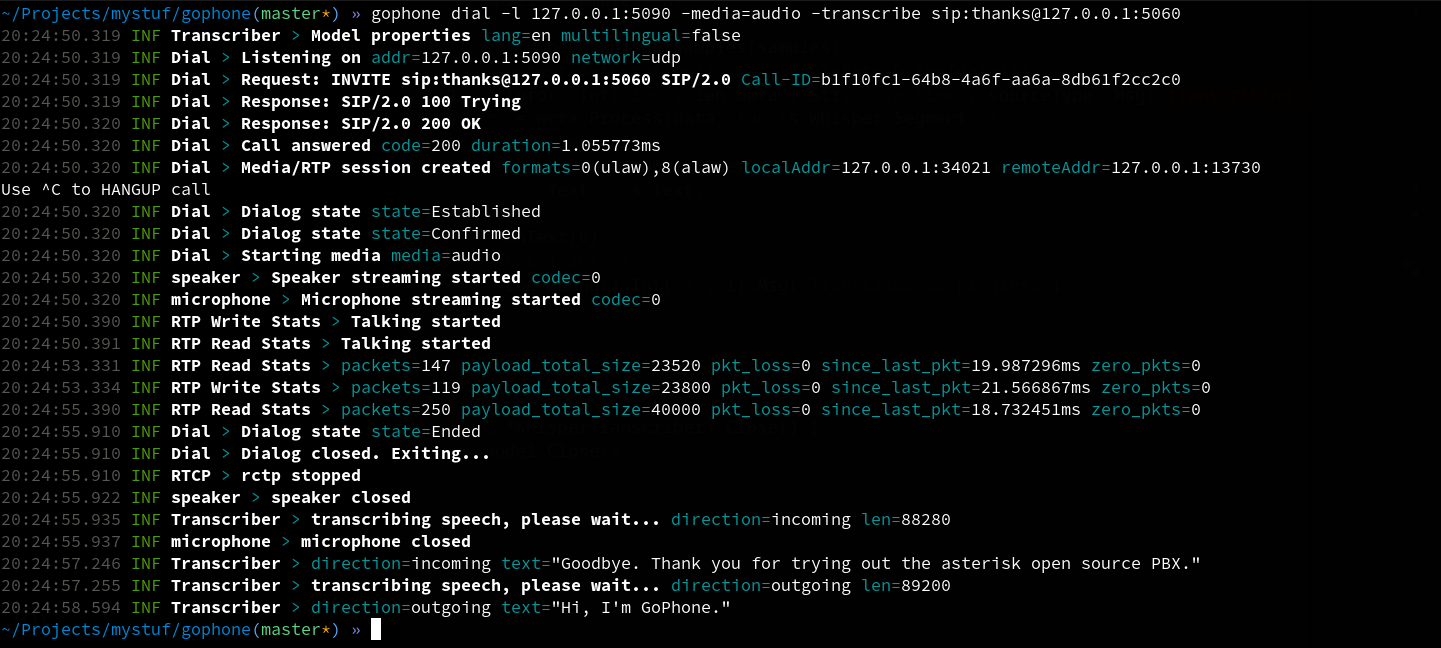 ~/Projects/mystuf/gophone(master*) » gophone dial -l 127.0.0.1:5090 -media=audio -transcribe sip:thanks@127.0.0.1:5060
20:24:50.319 INF Transcriber > Model properties lang=en multilingual=false
20:24:50.319 INF Dial > Listening on addr=127.0.0.1:5090 network=udp
20:24:50.319 INF Dial > Request: INVITE sip:thanks@127.0.0.1:5060 SIP/2.0 Call-ID=b1f10fc1-64b8-4a6f-aa6a-8db61f2cc2c0
20:24:50.319 INF Dial > Response: SIP/2.0 100 Trying
20:24:50.320 INF Dial > Response: SIP/2.0 200 OK
20:24:50.320 INF Dial > Call answered code=200 duration=1.055773ms
20:24:50.320 INF Dial > Media/RTP session created formats=0(ulaw),8(alaw) localAddr=127.0.0.1:34021 remoteAddr=127.0.0.1:13730
Use ^C to HANGUP call
20:24:50.320 INF Dial > Dialog state state=Established
20:24:50.320 INF Dial > Dialog state state=Confirmed
20:24:50.320 INF Dial > Starting media media=audio
20:24:50.320 INF speaker > Speaker streaming started codec=0
20:24:50.320 INF microphone > Microphone streaming started codec=0
20:24:50.390 INF RTP Write Stats > Talking started
20:24:50.391 INF RTP Read Stats > Talking started
20:24:53.331 INF RTP Read Stats > packets=147 payload_total_size=23520 pkt_loss=0 since_last_pkt=19.987296ms zero_pkts=0
20:24:53.334 INF RTP Write Stats > packets=119 payload_total_size=23800 pkt_loss=0 since_last_pkt=21.566867ms zero_pkts=0
20:24:55.390 INF RTP Read Stats > packets=250 payload_total_size=40000 pkt_loss=0 since_last_pkt=18.732451ms zero_pkts=0
20:24:55.910 INF Dial > Dialog state state=Ended
20:24:55.910 INF Dial > Dialog closed. Exiting...
20:24:55.910 INF RTCP > rctp stopped
20:24:55.922 INF speaker > speaker closed
20:24:55.935 INF Transcriber > transcribing speech, please wait... direction=incoming len=88280
20:24:55.937 INF microphone > microphone closed
20:24:57.246 INF Transcriber > direction=incoming text="Goodbye. Thank you for trying out the asterisk open source PBX."
20:24:57.255 INF Transcriber > transcribing speech, please wait... direction=outgoing len=89200
20:24:58.594 INF Transcriber > direction=outgoing text="Hi, I'm GoPhone."
~/Projects/mystuf/gophone(master*) »